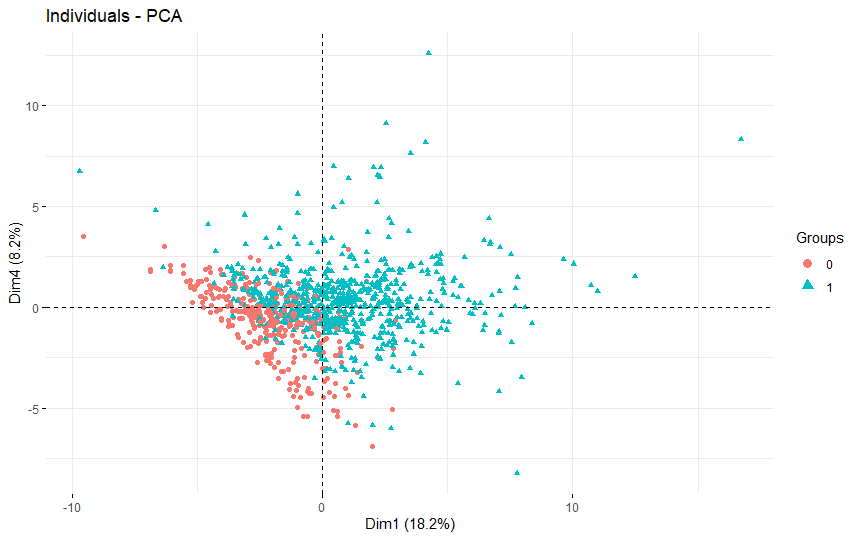 Individuals - PCA
10
5
0
-5
Dim4 (8.2%)
-10
0
10
Dim1 (18.2%)
Groups
0
1